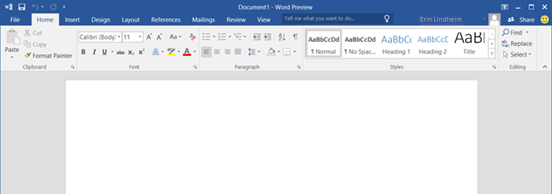 Document1 - Word Preview
File Home Insert Design Layout References Mailings Review View Tell me what you want to do... Erin Lindheim Share
Paste
Cut
Copy
Format Painter
Clipboard
Calibri (Body) 11 A A Aa
B I U abc X₂ X² A A
Font
Paragraph
AaBbCcDd AaBbCcDd AaBbCc AaBbCcD AaB
¶ Normal ¶ No Spac... Heading 1 Heading 2 Title
Styles
Find
Replace
Select
Editing